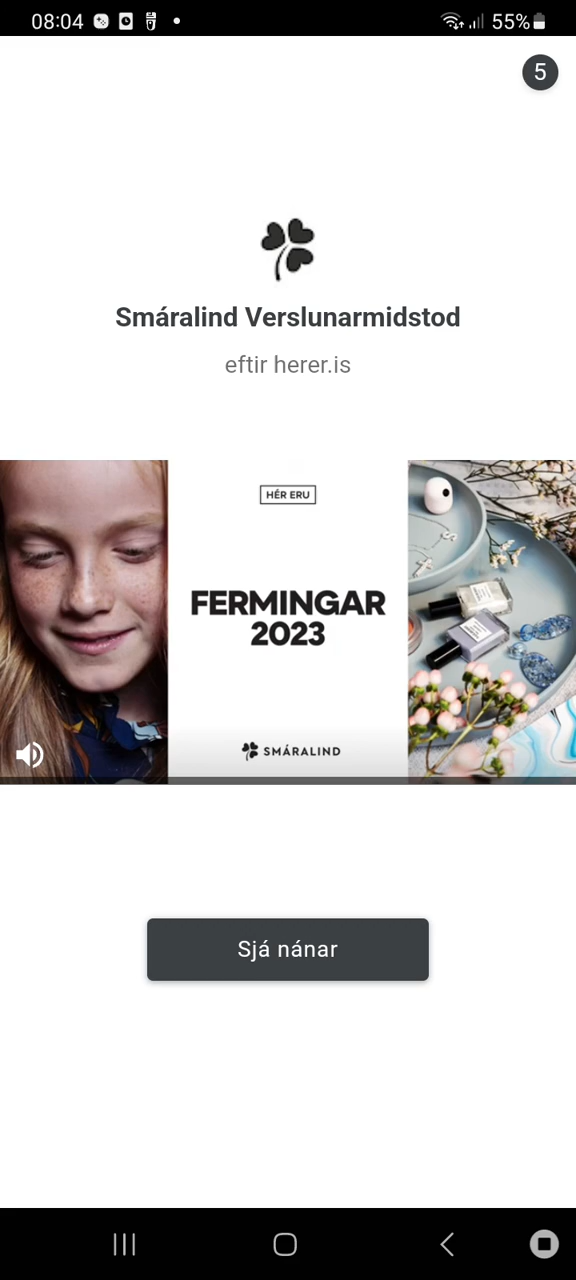 08:04
55%
5
Smáralind Verslunarmidstod
eftir herer.is
HÉR ERU
FERMINGAR
2023
SMÁRALIND
Sjá nánar